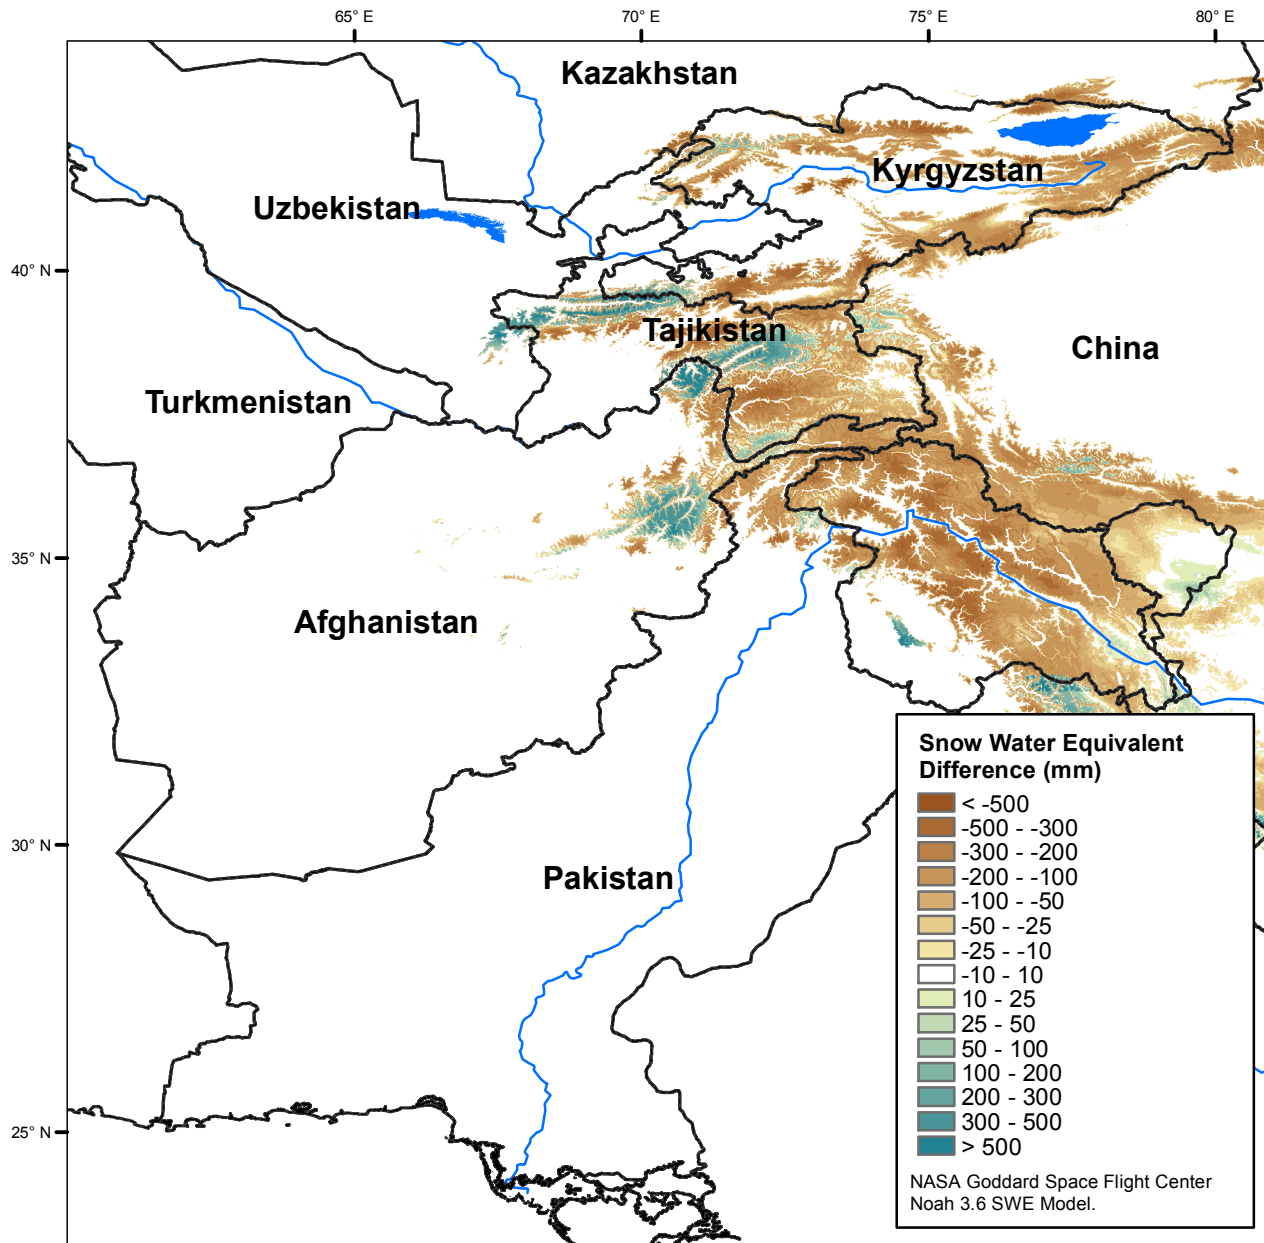 65° E
70° E
75° E
80° E
Kazakhstan
Kyrgyzstan
Uzbekistan
40° N
Tajikistan
China
Turkmenistan
35° N
Afghanistan
Snow Water Equivalent
Difference (mm)
< -500
-500 - -300
-300 - -200
-200 - -100
-100 - -50
-50 - -25
-25 - -10
-10 - 10
10 - 25
25 - 50
50 - 100
100 - 200
200 - 300
300 - 500
> 500
NASA Goddard Space Flight Center
Noah 3.6 SWE Model.
30° N
Pakistan
25° N